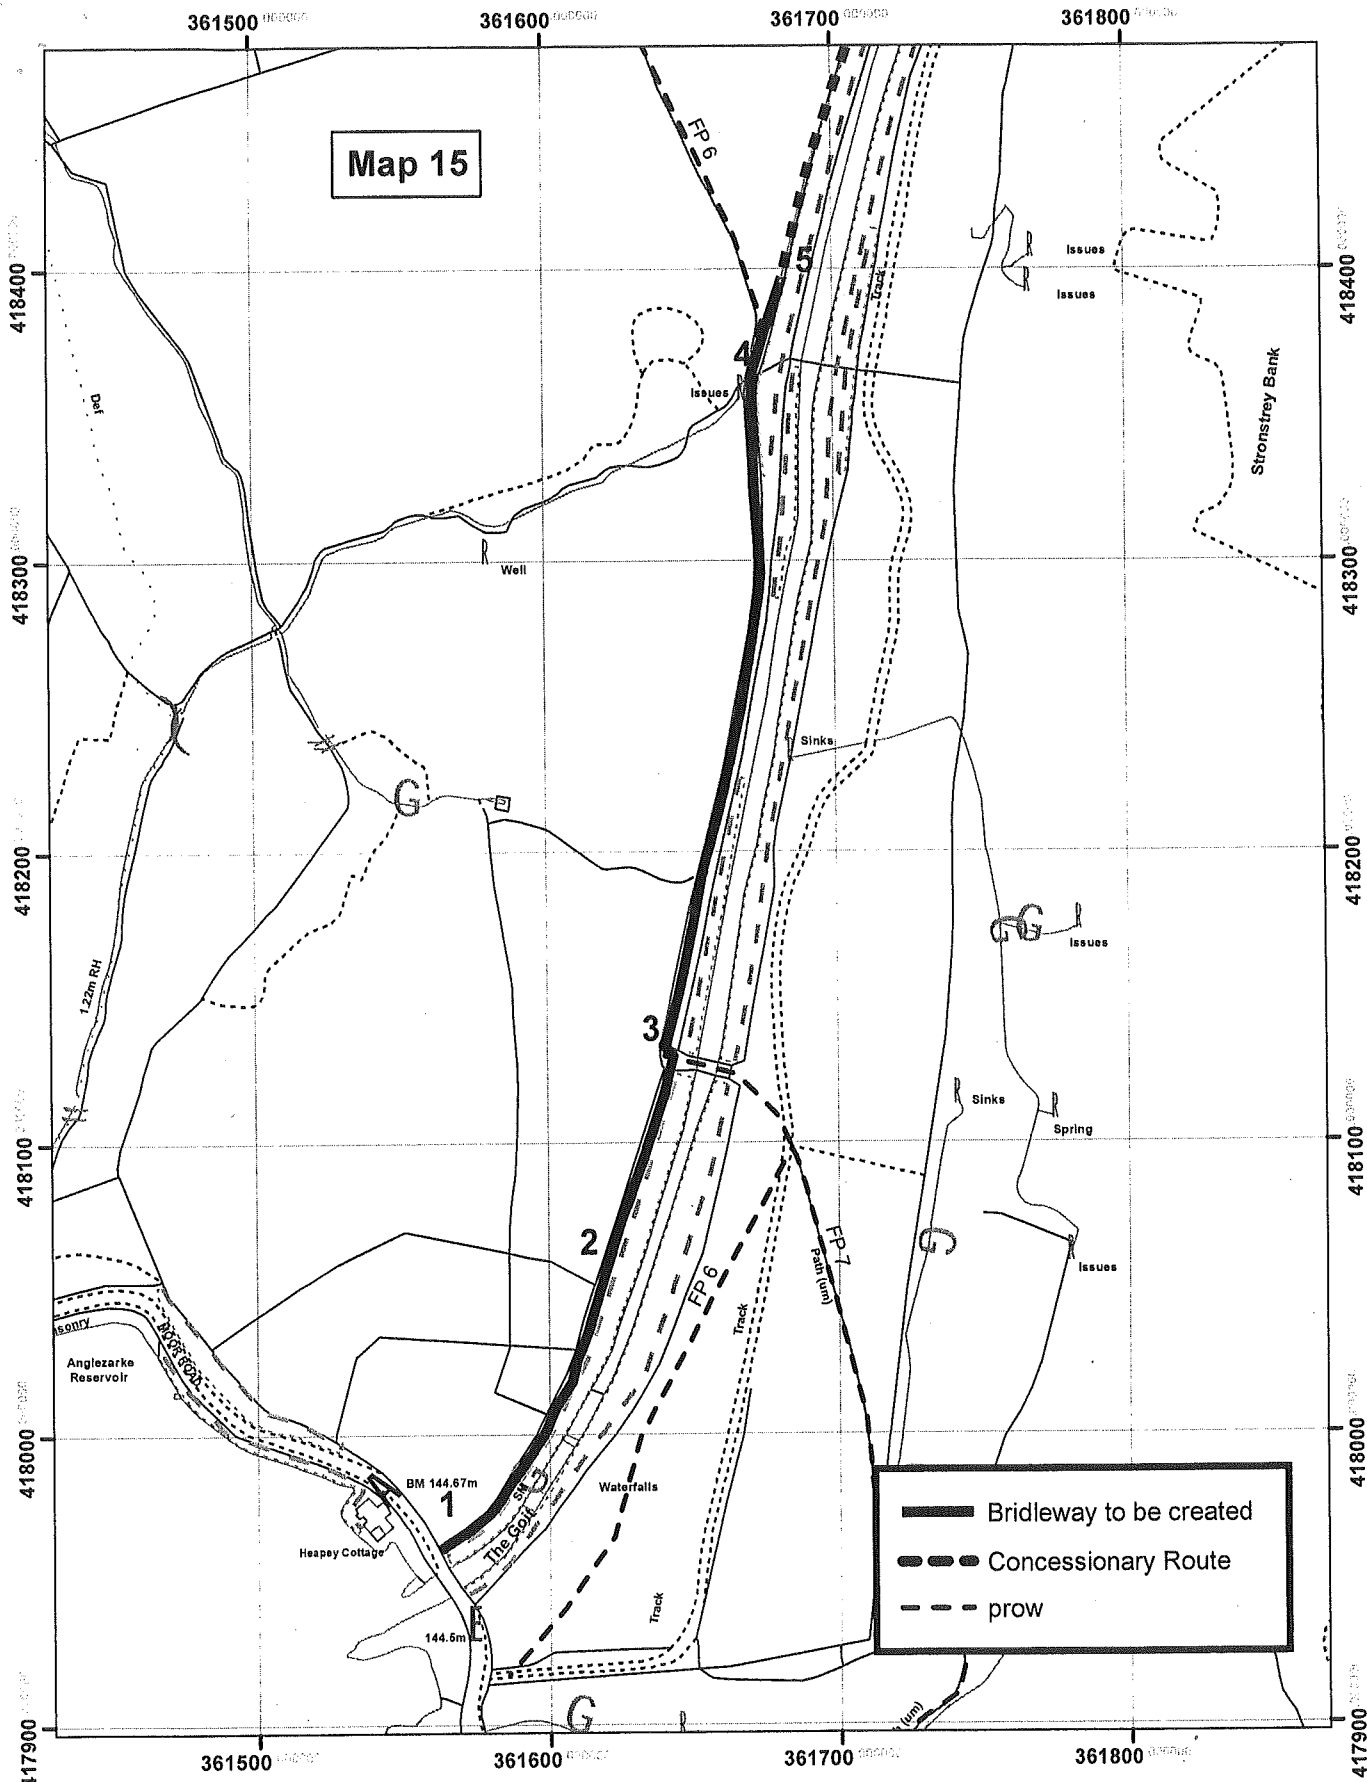 361500
361600
361700
361800
Map 15
FP 6
418400
418400
Issues
Issues
5
Track
4
Issues
Def
Stronstrey Bank
R
Well
418300
418300
Sinks
G
418200
418200
G G
Issues
1.22m RH
3
Sinks
Spring
418100
418100
2
G
FP 7
Path (um)
FP 6
Issues
Track
sonry
MOOR ROAD
Anglezarke
Reservoir
418000
418000
BM 144.67m
1
SM
The Goit
Waterfalls
Heapey Cottage
Bridleway to be created
Concessionary Route
prow
Track
144.5m
G
(um)
417900
417900
361500
361600
361700
361800